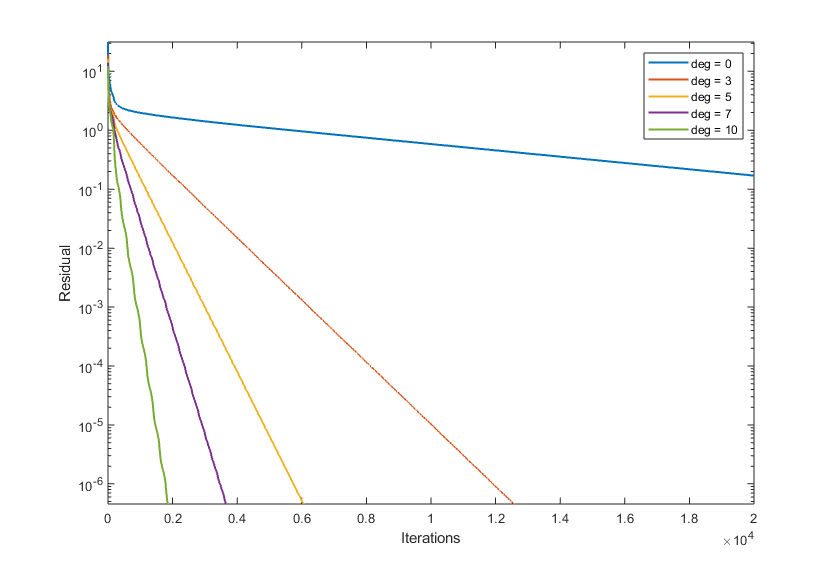 deg = 0
deg = 3
deg = 5
deg = 7
deg = 10
10^1
10^0
10^-1
10^-2
10^-3
10^-4
10^-5
10^-6
Residual
0 0.2 0.4 0.6 0.8 1 1.2 1.4 1.6 1.8 2
Iterations
×10^4